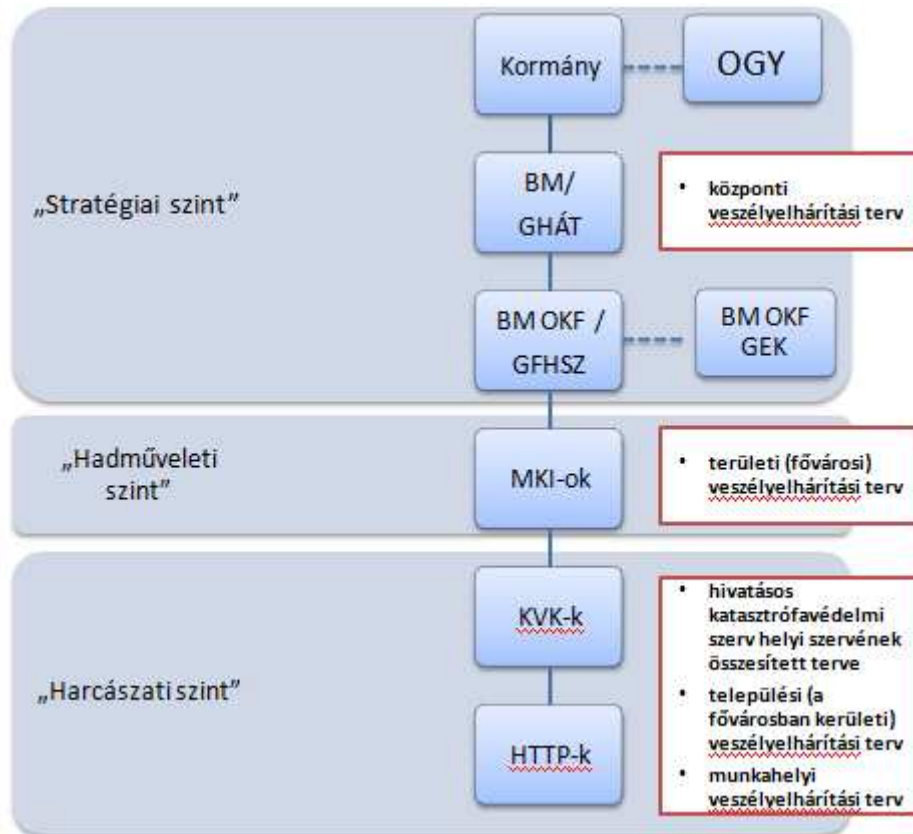 Kormány
OGY
„Stratégiai szint”
BM/
GHÁT
• központi
veszélyelhárítási terv
BM OKF /
GFHSZ
BM OKF
GEK
„Hadműveleti
szint”
MKI-ok
• területi (fővárosi)
veszélyelhárítási terv
„Harcászati szint”
KVK-k
HTTP-k
• hivatásos
katasztrófavédelmi
szerv helyi szervének
összesített terve
• települési (a
fővárosban kerületi)
veszélyelhárítási terv
• munkahelyi
veszélyelhárítási terv